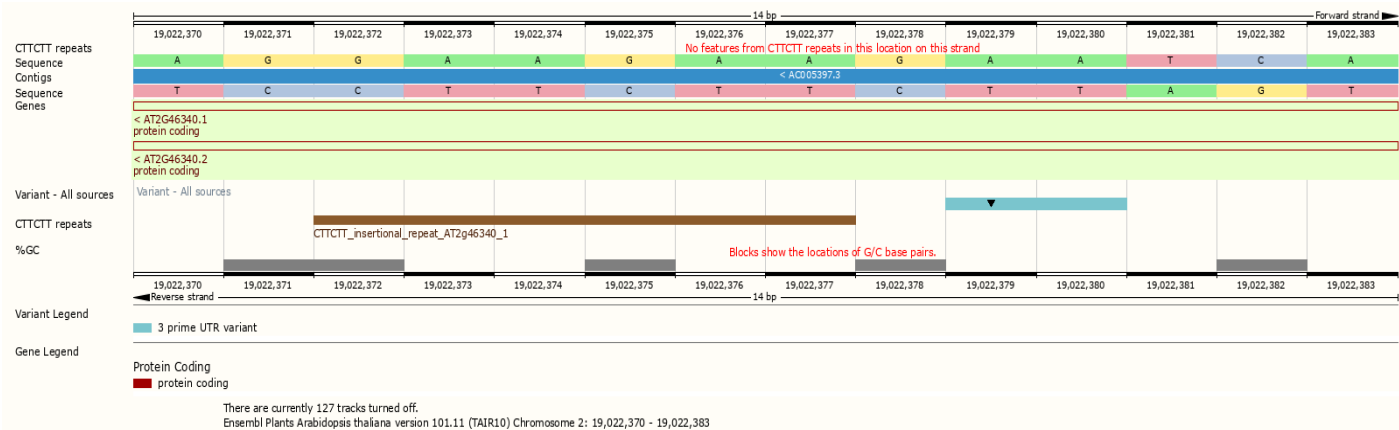 14 bp Forward strand
19,022,370 19,022,371 19,022,372 19,022,373 19,022,374 19,022,375 19,022,376 19,022,377 19,022,378 19,022,379 19,022,380 19,022,381 19,022,382 19,022,383
CTTCTT repeats No features from CTTCTT repeats in this location on this strand
Sequence A G G A A G A A G A A T C A
Contigs < AC005397.3
Sequence T C C T T C T T C T T A G T
Genes
< AT2G46340.1
protein coding
< AT2G46340.2
protein coding
Variant - All sources Variant - All sources
CTTCTT repeats
CTTCTT_insertional_repeat_AT2g46340_1
%GC Blocks show the locations of G/C base pairs.
19,022,370 19,022,371 19,022,372 19,022,373 19,022,374 19,022,375 19,022,376 19,022,377 19,022,378 19,022,379 19,022,380 19,022,381 19,022,382 19,022,383
Reverse strand 14 bp
Variant Legend
3 prime UTR variant
Gene Legend
Protein Coding
protein coding
There are currently 127 tracks turned off.
Ensembl Plants Arabidopsis thaliana version 101.11 (TAIR10) Chromosome 2: 19,022,370 - 19,022,383